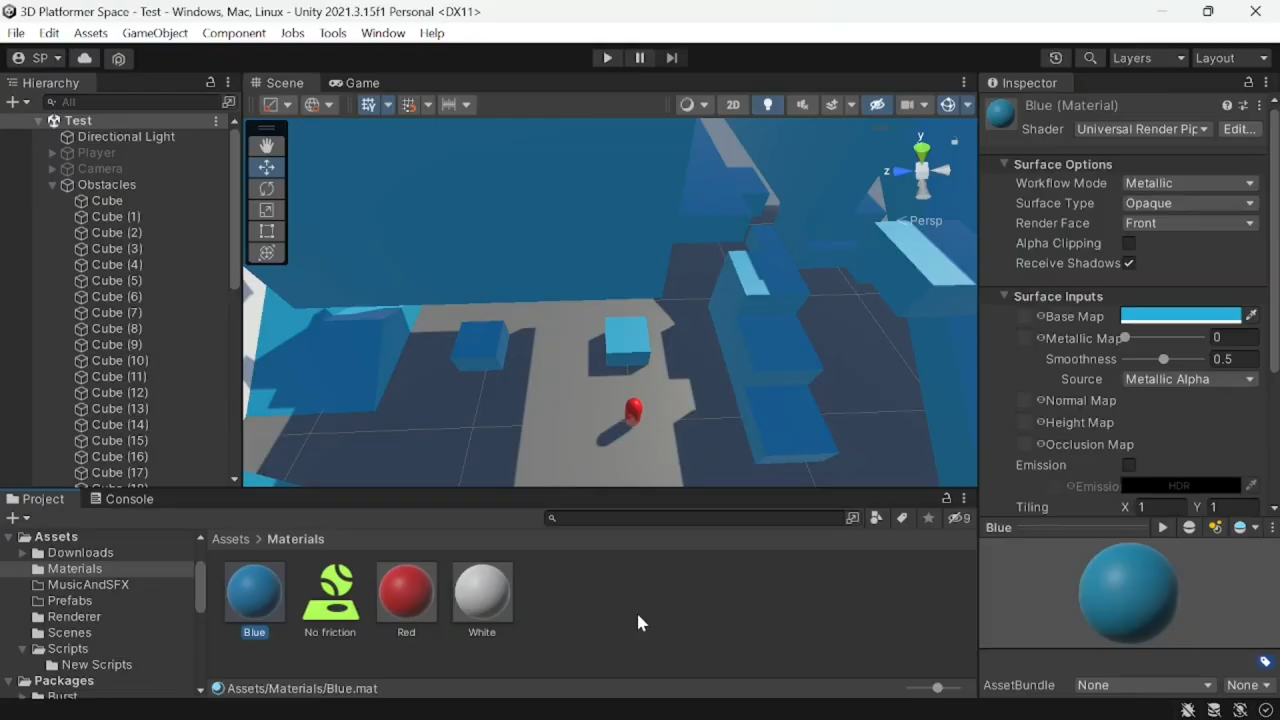 3D Platformer Space - Test - Windows, Mac, Linux - Unity 2021.3.15f1 Personal <DX11>
File Edit Assets GameObject Component Jobs Tools Window Help
SP Layers Layout
Hierarchy
All
Test
Directional Light
Player
Camera
Obstacles
Cube
Cube (1)
Cube (2)
Cube (3)
Cube (4)
Cube (5)
Cube (6)
Cube (7)
Cube (8)
Cube (9)
Cube (10)
Cube (11)
Cube (12)
Cube (13)
Cube (14)
Cube (15)
Cube (16)
Cube (17)
Scene Game
2D
y
z
Persp
Inspector
Blue (Material)
Shader Universal Render Pip Edit...
Surface Options
Workflow Mode Metallic
Surface Type Opaque
Render Face Front
Alpha Clipping
Receive Shadows
Surface Inputs
Base Map
Metallic Map 0
Smoothness 0.5
Source Metallic Alpha
Normal Map
Height Map
Occlusion Map
Emission
Emissio HDR
Tiling X 1 Y 1
Blue
AssetBundle None None
Project Console
9
Assets
Downloads
Materials
MusicAndSFX
Prefabs
Renderer
Scenes
Scripts
New Scripts
Packages
Burst
Assets > Materials
Blue No friction Red White
Assets/Materials/Blue.mat